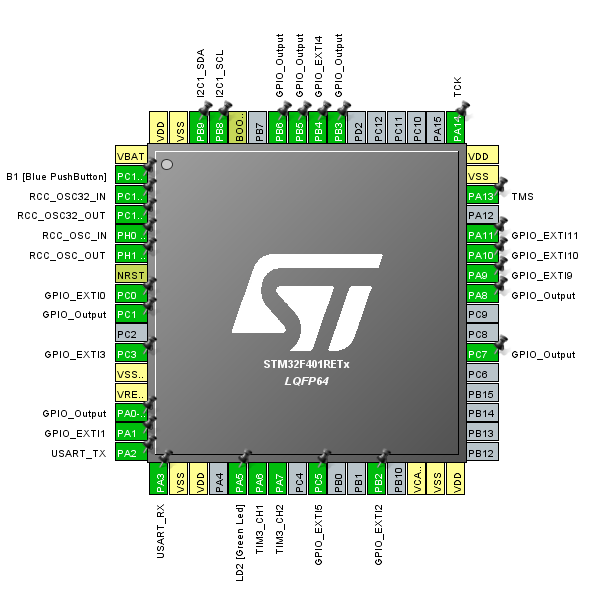 I2C1_SDA
I2C1_SCL
GPIO_Output
GPIO_Output
GPIO_EXTI4
GPIO_Output
TCK
VDD
VSS
PB9
PB8
BOO..
PB7
PB6
PB5
PB4
PB3
PD2
PC12
PC11
PC10
PA15
PA14
VBAT
B1 [Blue PushButton] PC1..
RCC_OSC32_IN PC1..
RCC_OSC32_OUT PC1..
RCC_OSC_IN PH0..
RCC_OSC_OUT PH1..
NRST
GPIO_EXTI0 PC0
GPIO_Output PC1
PC2
GPIO_EXTI3 PC3
VSS..
VRE..
GPIO_Output PA0-..
GPIO_EXTI1 PA1
USART_TX PA2
ST
STM32F401RETx
LQFP64
VDD
VSS
PA13 TMS
PA12
PA11 GPIO_EXTI11
PA10 GPIO_EXTI10
PA9 GPIO_EXTI9
PA8 GPIO_Output
PC9
PC8
PC7 GPIO_Output
PC6
PB15
PB14
PB13
PB12
PA3
VSS
VDD
PA4
PA5
PA6
PA7
PC4
PC5
PB0
PB1
PB2
PB10
VCA..
VSS
VDD
USART_RX
LD2 [Green Led]
TIM3_CH1
TIM3_CH2
GPIO_EXTI5
GPIO_EXTI2